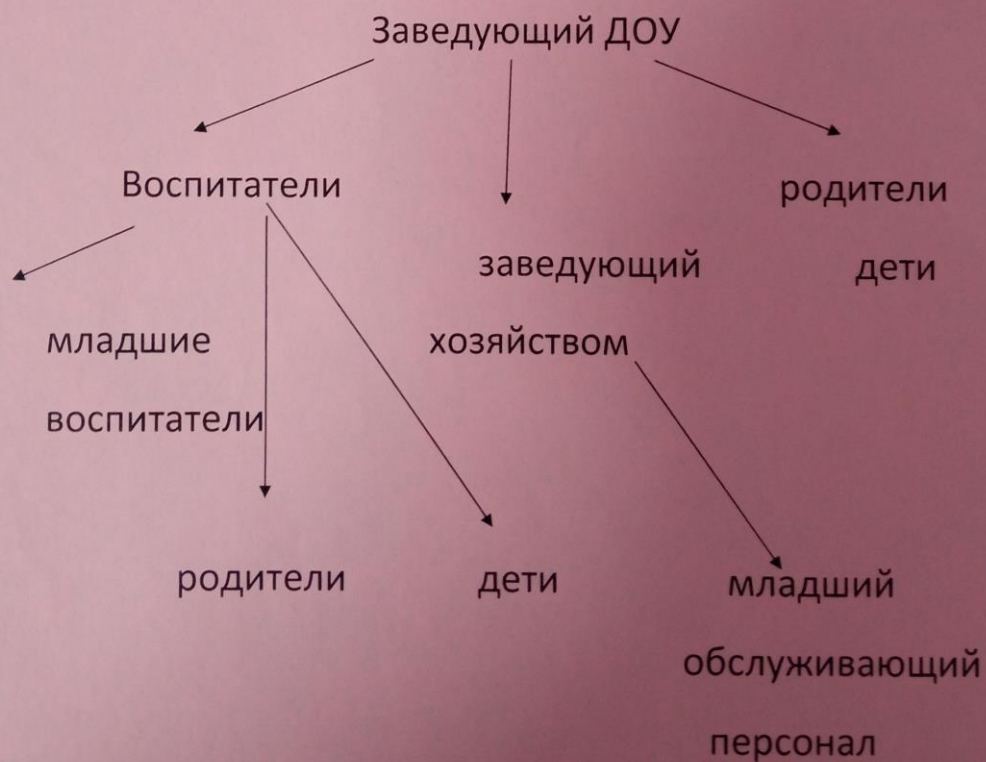 Заведующий ДОУ
Воспитатели
родители
заведующий
дети
младшие
хозяйством
воспитатели
родители
дети
младший
обслуживающий
персонал